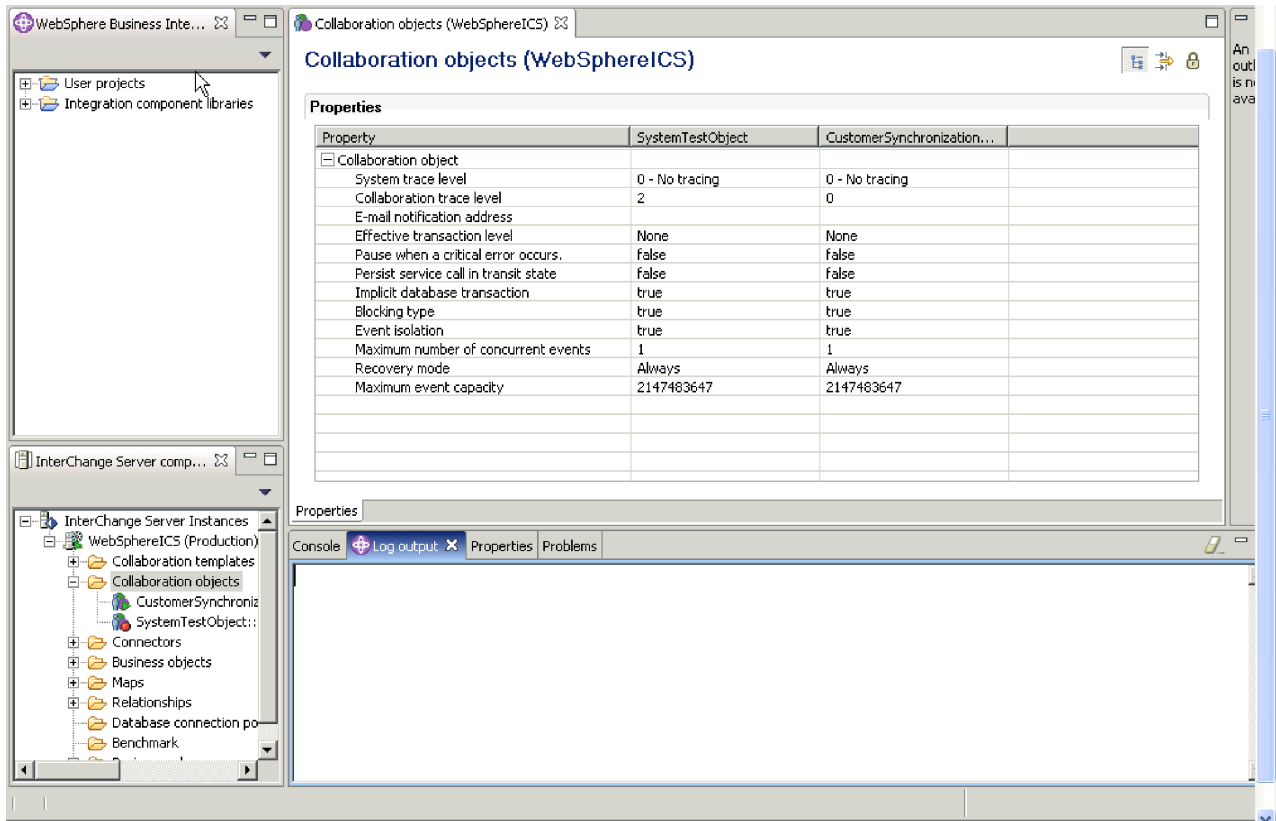 WebSphere Business Inte...
User projects
Integration component libraries
Collaboration objects (WebSphereICS)
Collaboration objects (WebSphereICS)
Properties
Property SystemTestObject CustomerSynchronization...
Collaboration object
System trace level 0 - No tracing 0 - No tracing
Collaboration trace level 2 0
E-mail notification address
Effective transaction level None None
Pause when a critical error occurs. false false
Persist service call in transit state false false
Implicit database transaction true true
Blocking type true true
Event isolation true true
Maximum number of concurrent events 1 1
Recovery mode Always Always
Maximum event capacity 2147483647 2147483647
Properties
An
outl
is n
ava
InterChange Server comp...
InterChange Server Instances
WebSphereICS (Production)
Collaboration templates
Collaboration objects
CustomerSynchroniz
SystemTestObject::
Connectors
Business objects
Maps
Relationships
Database connection po
Benchmark
Console Log output Properties Problems